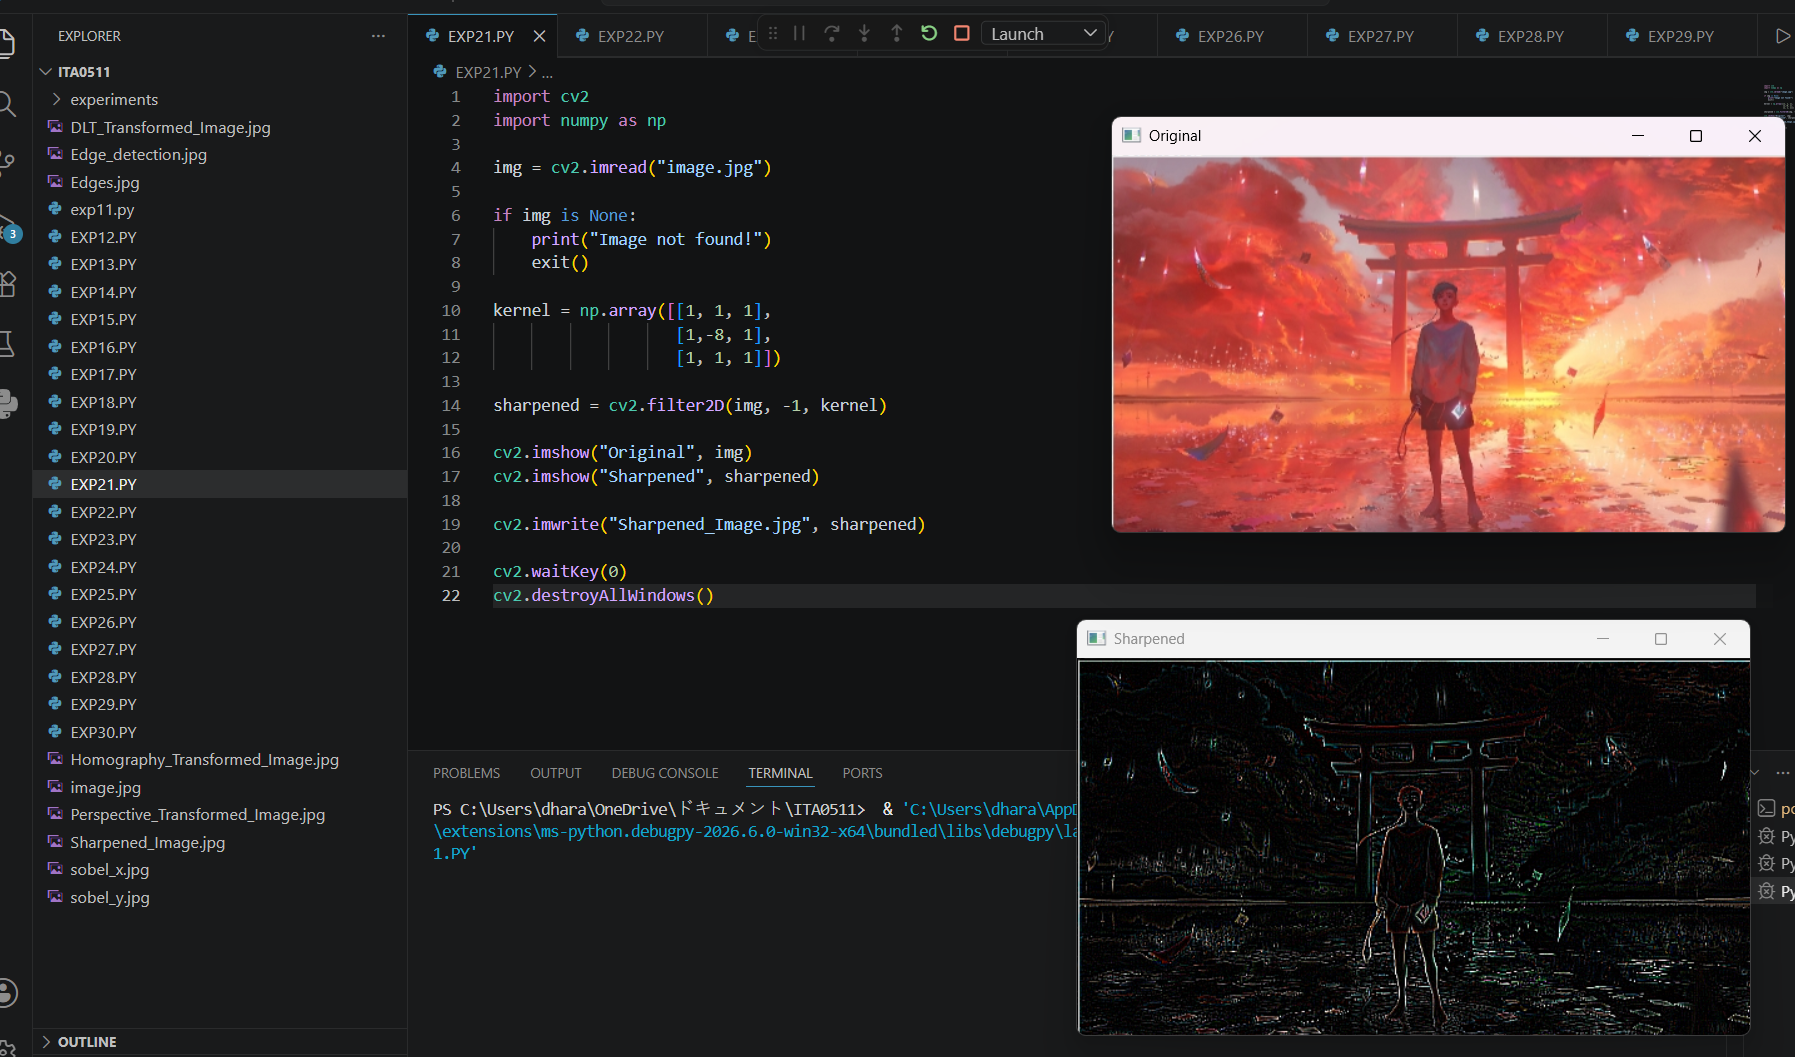 EXPLORER
ITA0511
experiments
DLT_Transformed_Image.jpg
Edge_detection.jpg
Edges.jpg
exp11.py
EXP12.PY
EXP13.PY
EXP14.PY
EXP15.PY
EXP16.PY
EXP17.PY
EXP18.PY
EXP19.PY
EXP20.PY
EXP21.PY
EXP22.PY
EXP23.PY
EXP24.PY
EXP25.PY
EXP26.PY
EXP27.PY
EXP28.PY
EXP29.PY
EXP30.PY
Homography_Transformed_Image.jpg
image.jpg
Perspective_Transformed_Image.jpg
Sharpened_Image.jpg
sobel_x.jpg
sobel_y.jpg
OUTLINE
3
EXP21.PY EXP22.PY E Launch Y EXP26.PY EXP27.PY EXP28.PY EXP29.PY
EXP21.PY > ...
1 import cv2
2 import numpy as np
3
4 img = cv2.imread("image.jpg")
5
6 if img is None:
7 print("Image not found!")
8 exit()
9
10 kernel = np.array([[1, 1, 1],
11 [1,-8, 1],
12 [1, 1, 1]])
13
14 sharpened = cv2.filter2D(img, -1, kernel)
15
16 cv2.imshow("Original", img)
17 cv2.imshow("Sharpened", sharpened)
18
19 cv2.imwrite("Sharpened_Image.jpg", sharpened)
20
21 cv2.waitKey(0)
22 cv2.destroyAllWindows()
Original
Sharpened
PROBLEMS OUTPUT DEBUG CONSOLE TERMINAL PORTS
PS C:\Users\dhara\OneDrive\ドキュメント\ITA0511> & 'C:\Users\dhara\AppD
\extensions\ms-python.debugpy-2026.6.0-win32-x64\bundled\libs\debugpy\la
1.PY'
po
Py
Py
Py